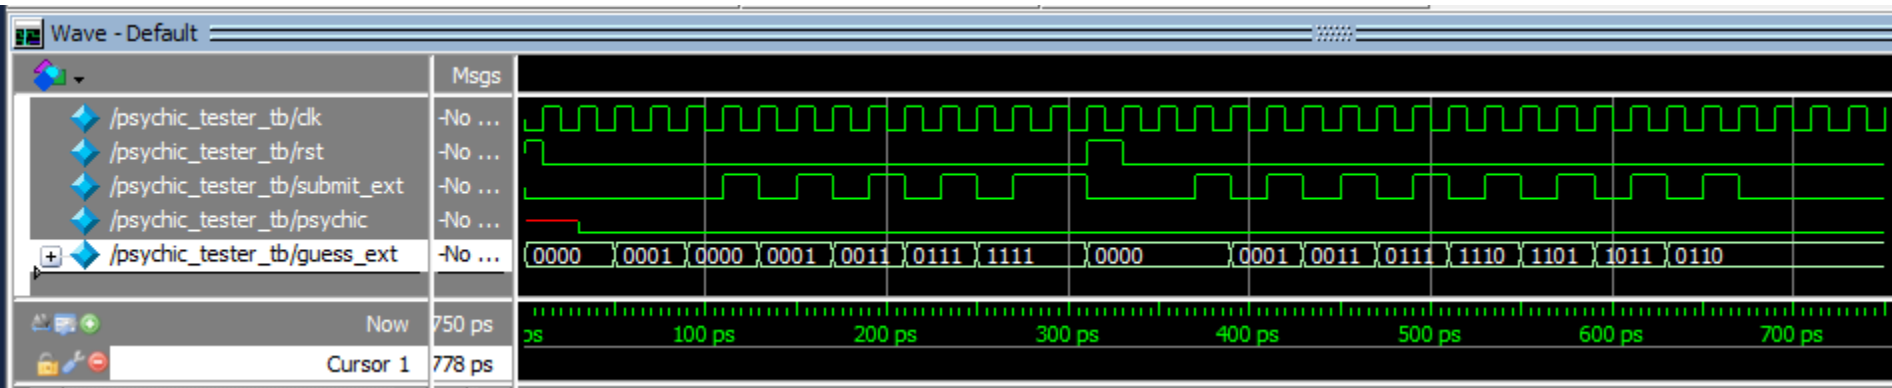 Wave - Default
Msgs
/psychic_tester_tb/clk -No ...
/psychic_tester_tb/rst -No ...
/psychic_tester_tb/submit_ext -No ...
/psychic_tester_tb/psychic -No ...
/psychic_tester_tb/guess_ext -No ... 0000 0001 0000 0001 0011 0111 1111 0000 0001 0011 0111 1110 1101 1011 0110
Now 750 ps
ps 100 ps 200 ps 300 ps 400 ps 500 ps 600 ps 700 ps
Cursor 1 778 ps